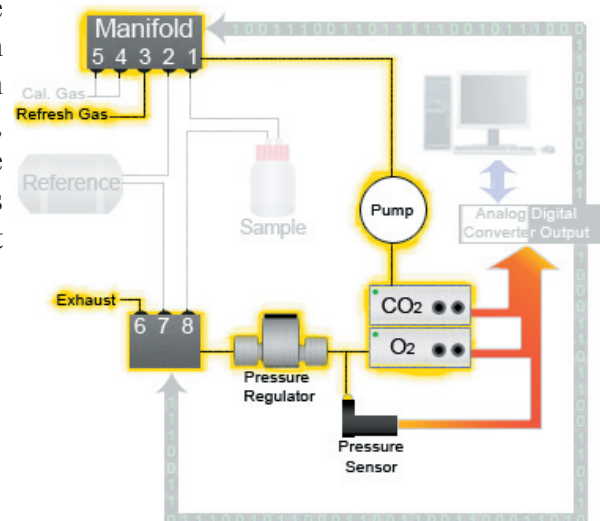 Manifold
5 4 3 2 1
Cal. Gas
Refresh Gas
Reference
Sample
Pump
Analog Digital
Converter Output
Exhaust
6 7 8
CO2
O2
Pressure
Regulator
Pressure
Sensor